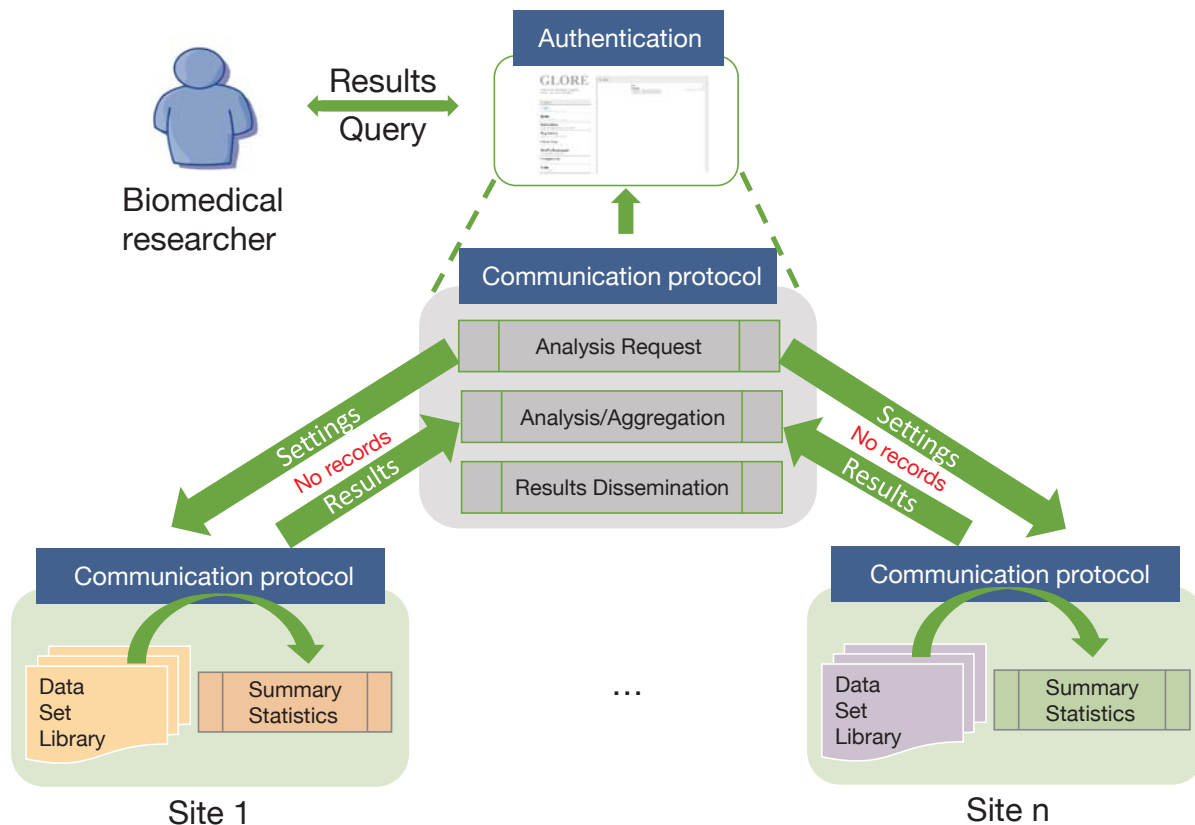 Authentication
GLORE
Results
Query
Biomedical
researcher
Communication protocol
Analysis Request
Analysis/Aggregation
Results Dissemination
Settings
No records
Results
Settings
No records
Results
Communication protocol
Data
Set
Library
Summary
Statistics
Site 1
...
Communication protocol
Data
Set
Library
Summary
Statistics
Site n